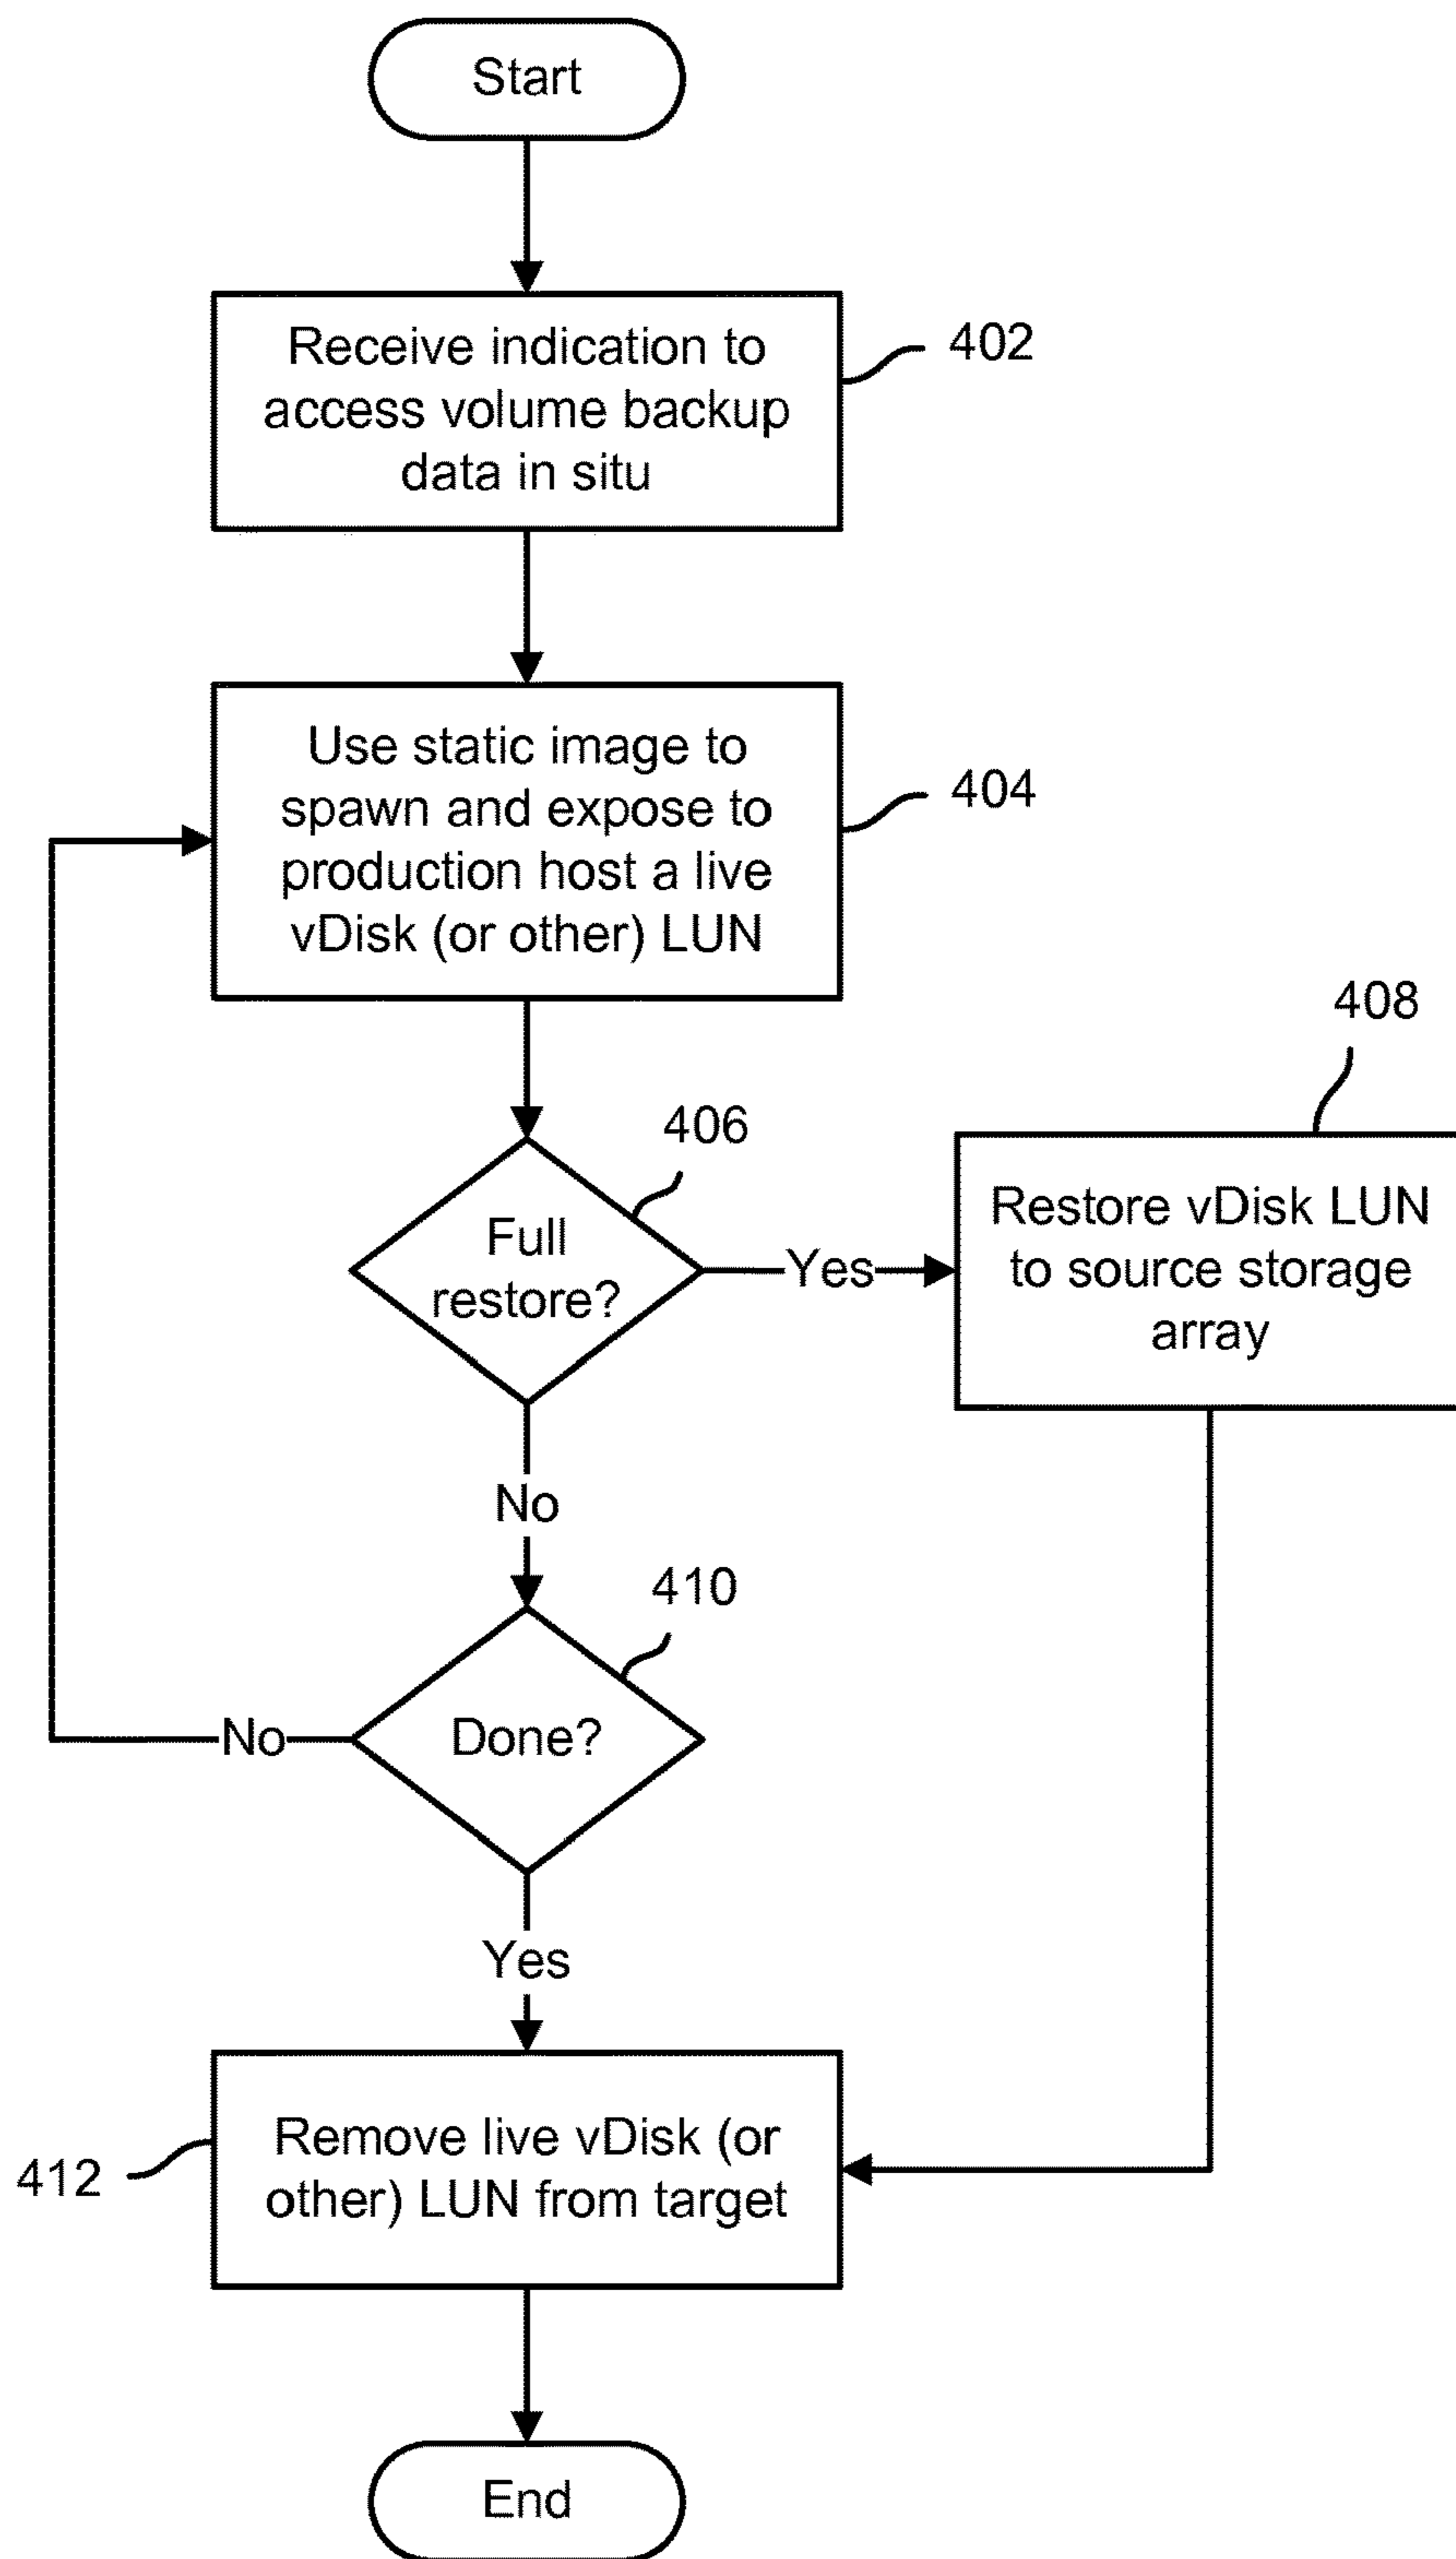 Start
Receive indication to
access volume backup
data in situ
402
Use static image to
spawn and expose to
production host a live
vDisk (or other) LUN
404
406
Full
restore?
Yes
408
Restore vDisk LUN
to source storage
array
No
410
Done?
No
Yes
Remove live vDisk (or
other) LUN from target
412
End